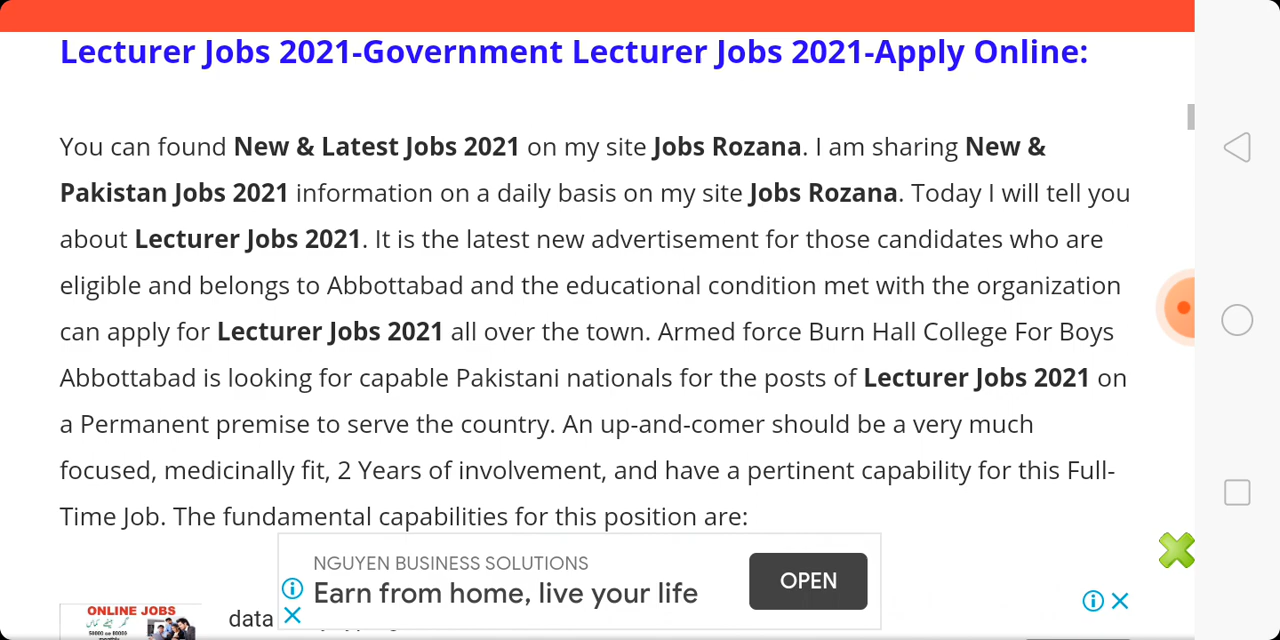 Lecturer Jobs 2021-Government Lecturer Jobs 2021-Apply Online:
You can found New & Latest Jobs 2021 on my site Jobs Rozana. I am sharing New &
Pakistan Jobs 2021 information on a daily basis on my site Jobs Rozana. Today I will tell you
about Lecturer Jobs 2021. It is the latest new advertisement for those candidates who are
eligible and belongs to Abbottabad and the educational condition met with the organization
can apply for Lecturer Jobs 2021 all over the town. Armed force Burn Hall College For Boys
Abbottabad is looking for capable Pakistani nationals for the posts of Lecturer Jobs 2021 on
a Permanent premise to serve the country. An up-and-comer should be a very much
focused, medicinally fit, 2 Years of involvement, and have a pertinent capability for this Full-
Time Job. The fundamental capabilities for this position are:
NGUYEN BUSINESS SOLUTIONS
Earn from home, live your life
OPEN
ONLINE JOBS
data